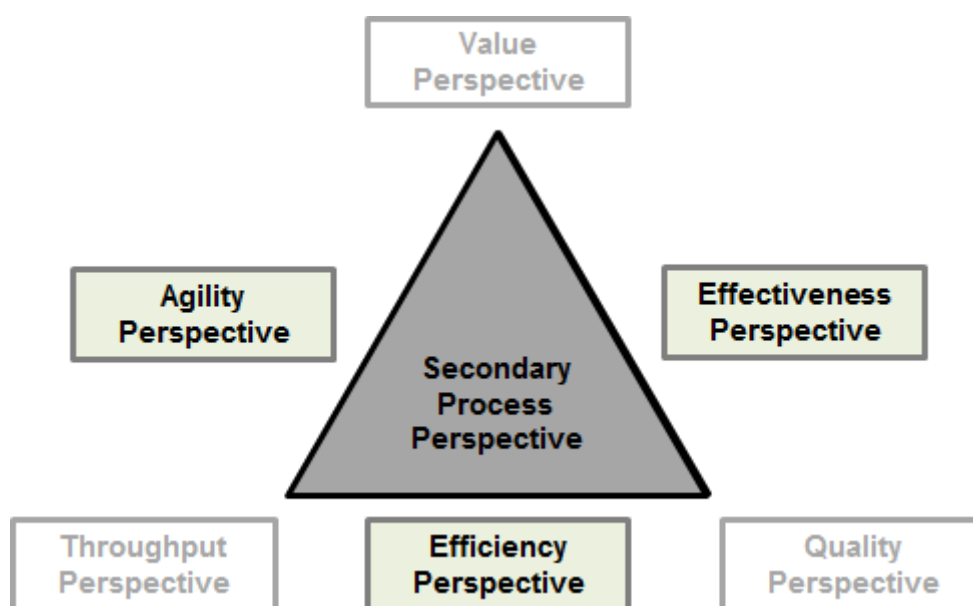 Value
Perspective
Agility
Perspective
Effectiveness
Perspective
Secondary
Process
Perspective
Throughput
Perspective
Efficiency
Perspective
Quality
Perspective